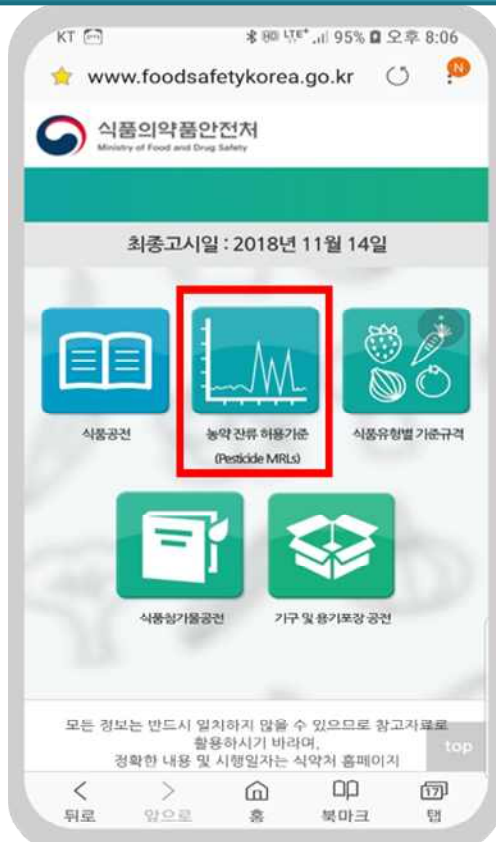 KT
LTE+ 95% 오후 8:06
www.foodsafetykorea.go.kr
N
식품의약품안전처
Ministry of Food and Drug Safety
최종고시일 : 2018년 11월 14일
식품공전
농약 잔류 허용기준
(Pesticide MRLs)
식품유형별 기준규격
식품첨가물공전
기구 및 용기포장 공전
모든 정보는 반드시 일치하지 않을 수 있으므로 참고자료로
활용하시기 바라며,
정확한 내용 및 시행일자는 식약처 홈페이지
top
뒤로
앞으로
홈
북마크
17
탭